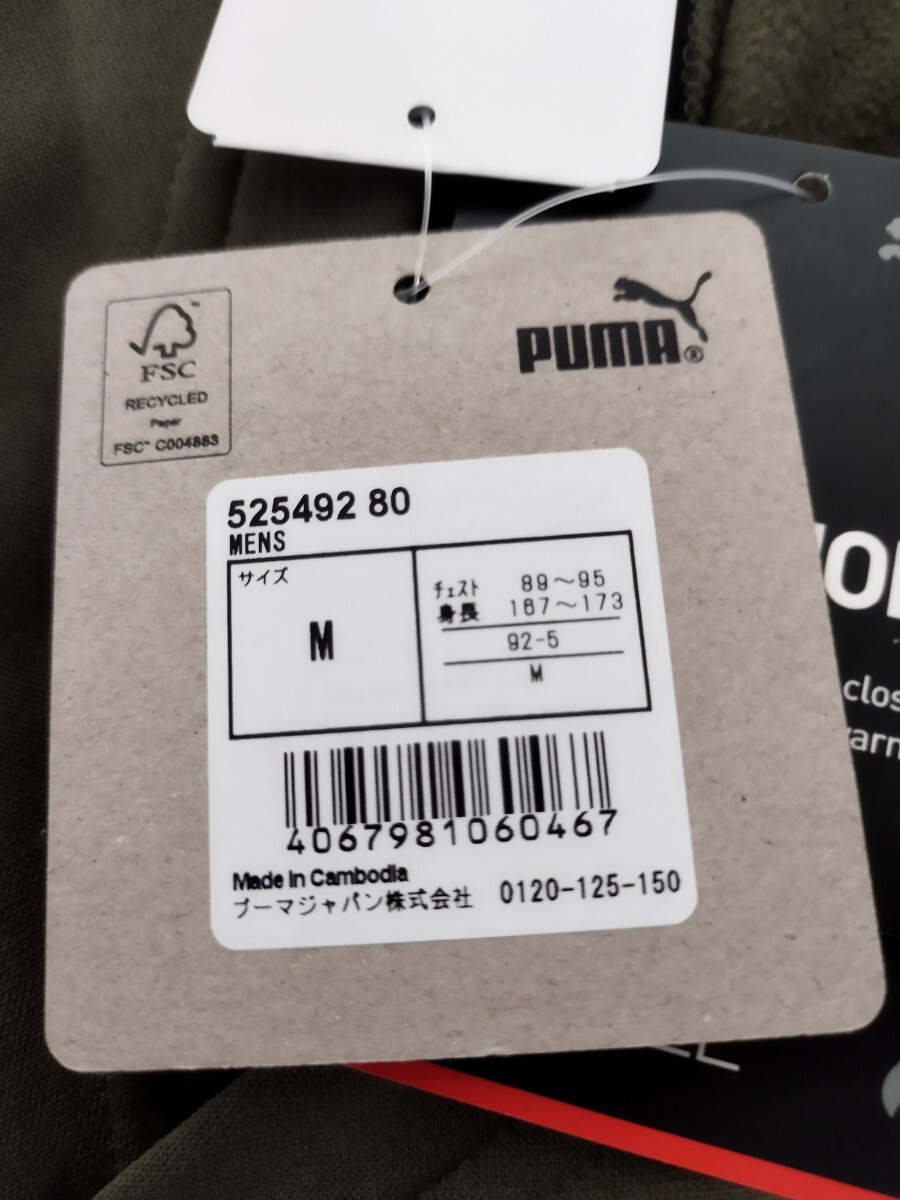 FSC
RECYCLED
Paper
FSC™ C004883
PUMA®
525492 80
MENS
サイズ
M
チェスト 89～95
身長 167～173
92-5
M
4067981060467
Made in Cambodia
プーマジャパン株式会社 0120-125-150
clos